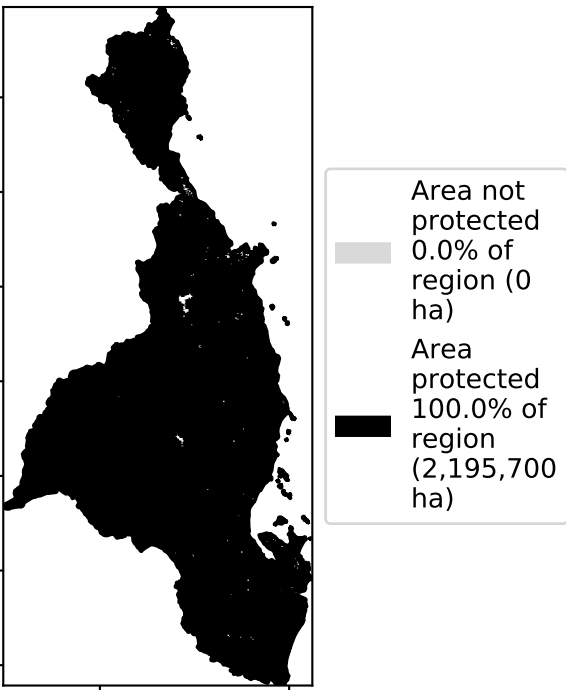 Area not
protected
0.0% of
region (0
ha)
Area
protected
100.0% of
region
(2,195,700
ha)